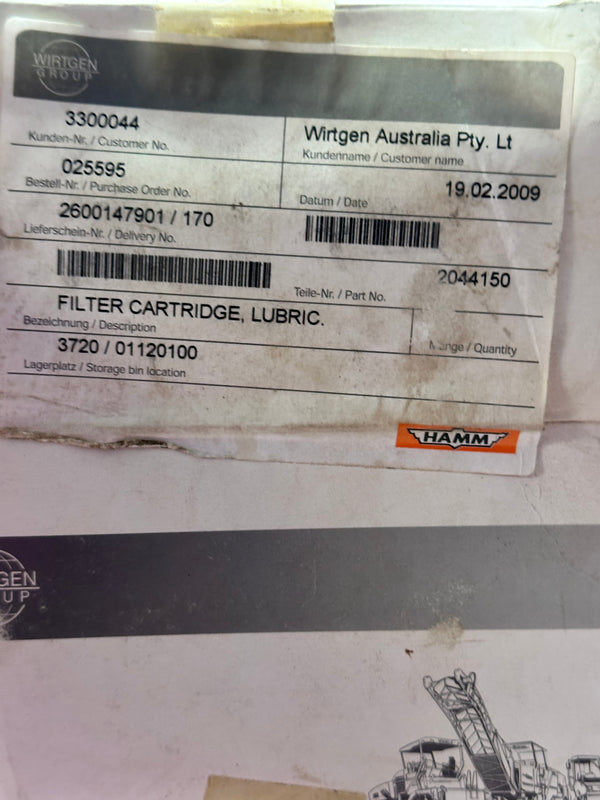 WIRTGEN
GROUP
3300044
Kunden-Nr. / Customer No.
Wirtgen Australia Pty. Lt
Kundenname / Customer name
025595
Bestell-Nr. / Purchase Order No.
19.02.2009
Datum / Date
2600147901 / 170
Lieferschein-Nr. / Delivery No.
2044150
Teile-Nr. / Part No.
FILTER CARTRIDGE, LUBRIC.
Bezeichnung / Description
/ Quantity
3720 / 01120100
Lagerplatz / Storage bin location
HAMM
GEN
UP